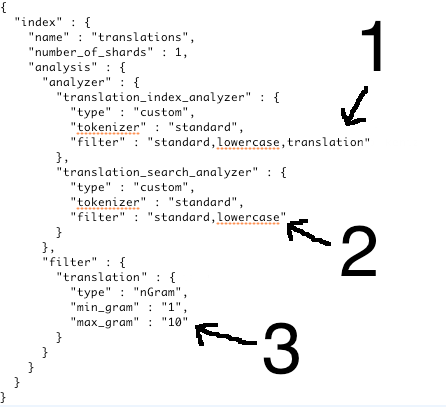 {
  "index" : {
    "name" : "translations",
    "number_of_shards" : 1,
    "analysis" : {
      "analyzer" : {
        "translation_index_analyzer" : {
          "type" : "custom",
          "tokenizer" : "standard",
          "filter" : "standard,lowercase,translation"
        },
        "translation_search_analyzer" : {
          "type" : "custom",
          "tokenizer" : "standard",
          "filter" : "standard,lowercase"
        }
      },
      "filter" : {
        "translation" : {
          "type" : "nGram",
          "min_gram" : "1",
          "max_gram" : "10"
        }
      }
    }
  }
}
1
2
3